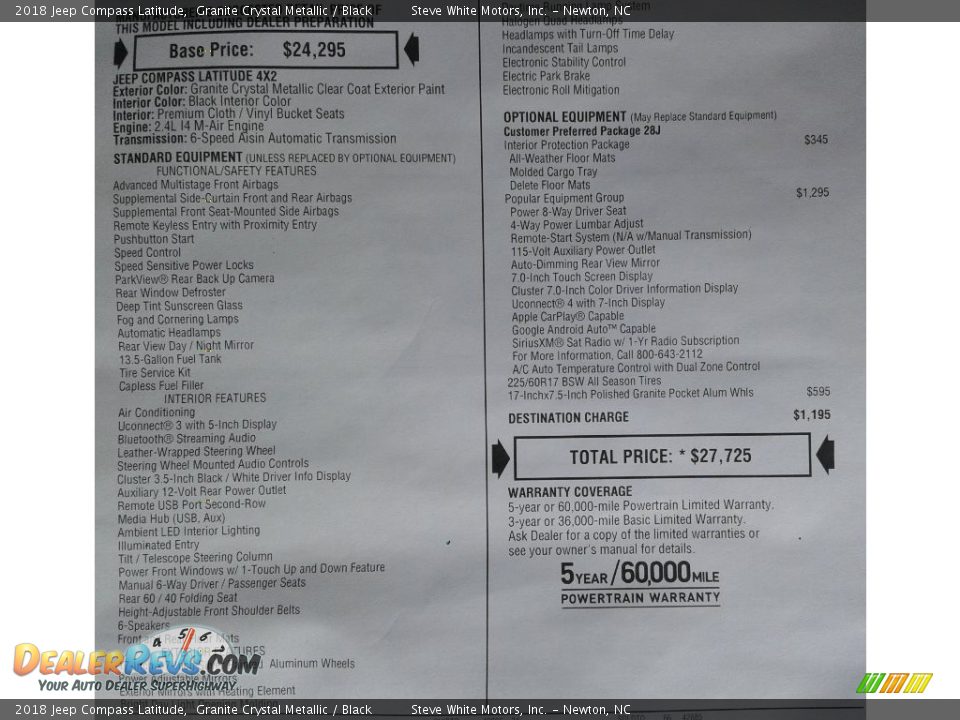 2018 Jeep Compass Latitude, Granite Crystal Metallic / Black Steve White Motors, Inc. – Newton, NC
THIS MODEL INCLUDING DEALER PREPARATION
Base Price: $24,295
JEEP COMPASS LATITUDE 4X2
Exterior Color: Granite Crystal Metallic Clear Coat Exterior Paint
Interior Color: Black Interior Color
Interior: Premium Cloth / Vinyl Bucket Seats
Engine: 2.4L I4 M-Air Engine
Transmission: 6-Speed Aisin Automatic Transmission
STANDARD EQUIPMENT (UNLESS REPLACED BY OPTIONAL EQUIPMENT)
FUNCTIONAL/SAFETY FEATURES
Advanced Multistage Front Airbags
Supplemental Side-Curtain Front and Rear Airbags
Supplemental Front Seat-Mounted Side Airbags
Remote Keyless Entry with Proximity Entry
Pushbutton Start
Speed Control
Speed Sensitive Power Locks
ParkView® Rear Back Up Camera
Rear Window Defroster
Deep Tint Sunscreen Glass
Fog and Cornering Lamps
Automatic Headlamps
Rear View Day / Night Mirror
13.5-Gallon Fuel Tank
Tire Service Kit
Capless Fuel Filler
INTERIOR FEATURES
Air Conditioning
Uconnect® 3 with 5-Inch Display
Bluetooth® Streaming Audio
Leather-Wrapped Steering Wheel
Steering Wheel Mounted Audio Controls
Cluster 3.5-Inch Black / White Driver Info Display
Auxiliary 12-Volt Rear Power Outlet
Remote USB Port Second-Row
Media Hub (USB, Aux)
Ambient LED Interior Lighting
Illuminated Entry
Tilt / Telescope Steering Column
Power Front Windows w/ 1-Touch Up and Down Feature
Manual 6-Way Driver / Passenger Seats
Rear 60 / 40 Folding Seat
Height-Adjustable Front Shoulder Belts
6-Speakers
Front Mats
Aluminum Wheels
Power Adjustable Mirrors
Exterior Mirrors with Heating Element
Halogen Quad Headlamps
Headlamps with Turn-Off Time Delay
Incandescent Tail Lamps
Electronic Stability Control
Electric Park Brake
Electronic Roll Mitigation
OPTIONAL EQUIPMENT (May Replace Standard Equipment)
Customer Preferred Package 28J
Interior Protection Package $345
All-Weather Floor Mats
Molded Cargo Tray
Delete Floor Mats
Popular Equipment Group $1,295
Power 8-Way Driver Seat
4-Way Power Lumbar Adjust
Remote-Start System (N/A w/Manual Transmission)
115-Volt Auxiliary Power Outlet
Auto-Dimming Rear View Mirror
7.0-Inch Touch Screen Display
Cluster 7.0-Inch Color Driver Information Display
Uconnect® 4 with 7-Inch Display
Apple CarPlay® Capable
Google Android Auto™ Capable
SiriusXM® Sat Radio w/ 1-Yr Radio Subscription
For More Information, Call 800-643-2112
A/C Auto Temperature Control with Dual Zone Control
225/60R17 BSW All Season Tires
17-Inchx7.5-Inch Polished Granite Pocket Alum Whls $595
DESTINATION CHARGE $1,195
TOTAL PRICE: * $27,725
WARRANTY COVERAGE
5-year or 60,000-mile Powertrain Limited Warranty.
3-year or 36,000-mile Basic Limited Warranty.
Ask Dealer for a copy of the limited warranties or
see your owner's manual for details.
5 YEAR / 60,000 MILE
POWERTRAIN WARRANTY
4 5 6 7
DEALERREVS.COM
YOUR AUTO DEALER SUPERHIGHWAY
2018 Jeep Compass Latitude, Granite Crystal Metallic / Black Steve White Motors, Inc. – Newton, NC